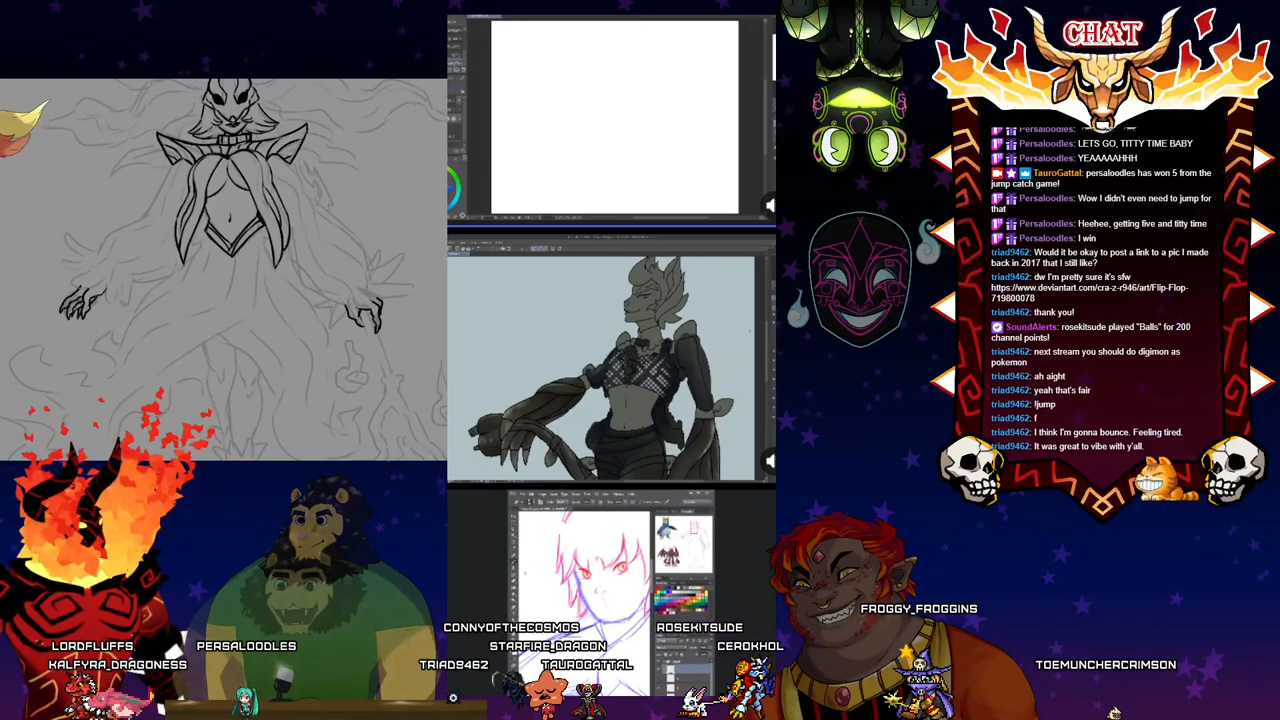 CHAT
Persaloodles:
Persaloodles: LETS GO, TITTY TIME BABY
Persaloodles: YEAAAAAHHH
TauroGattal: persaloodles has won 5 from the
jump catch game!
Persaloodles: Wow I didn't even need to jump for
that
Persaloodles: Heehee, getting five and titty time
Persaloodles: I win
triad9462: Would it be okay to post a link to a pic I made
back in 2017 that I still like?
triad9462: dw I'm pretty sure it's sfw
https://www.deviantart.com/cra-z-r946/art/Flip-Flop-
719800078
triad9462: thank you!
SoundAlerts: rosekitsude played "Balls" for 200
channel points!
triad9462: next stream you should do digimon as
pokemon
triad9462: ah aight
triad9462: yeah that's fair
triad9462: !jump
triad9462: f
triad9462: I think I'm gonna bounce. Feeling tired.
triad9462: It was great to vibe with y'all.
FROGGY_FROGGINS
CONNYOFTHECOSMOS
ROSEKITSUDE
LORDFLUFFS
PERSALOODLES
STARFIRE_DRAGON
CEROKHOL
KALFYRA_DRAGONESS
TRIAD9462
TAUROGATTAL
TOEMUNCHERCRIMSON